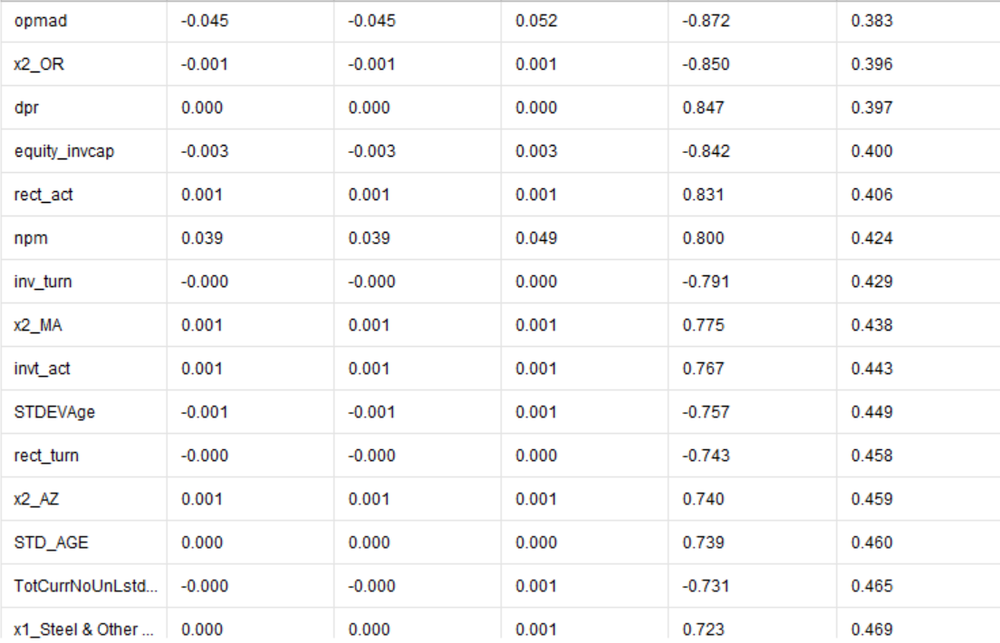 opmad -0.045 -0.045 0.052 -0.872 0.383
x2_OR -0.001 -0.001 0.001 -0.850 0.396
dpr 0.000 0.000 0.000 0.847 0.397
equity_invcap -0.003 -0.003 0.003 -0.842 0.400
rect_act 0.001 0.001 0.001 0.831 0.406
npm 0.039 0.039 0.049 0.800 0.424
inv_turn -0.000 -0.000 0.000 -0.791 0.429
x2_MA 0.001 0.001 0.001 0.775 0.438
invt_act 0.001 0.001 0.001 0.767 0.443
STDEVAge -0.001 -0.001 0.001 -0.757 0.449
rect_turn -0.000 -0.000 0.000 -0.743 0.458
x2_AZ 0.001 0.001 0.001 0.740 0.459
STD_AGE 0.000 0.000 0.000 0.739 0.460
TotCurrNoUnLstd... -0.000 -0.000 0.001 -0.731 0.465
x1_Steel & Other ... 0.000 0.000 0.001 0.723 0.469